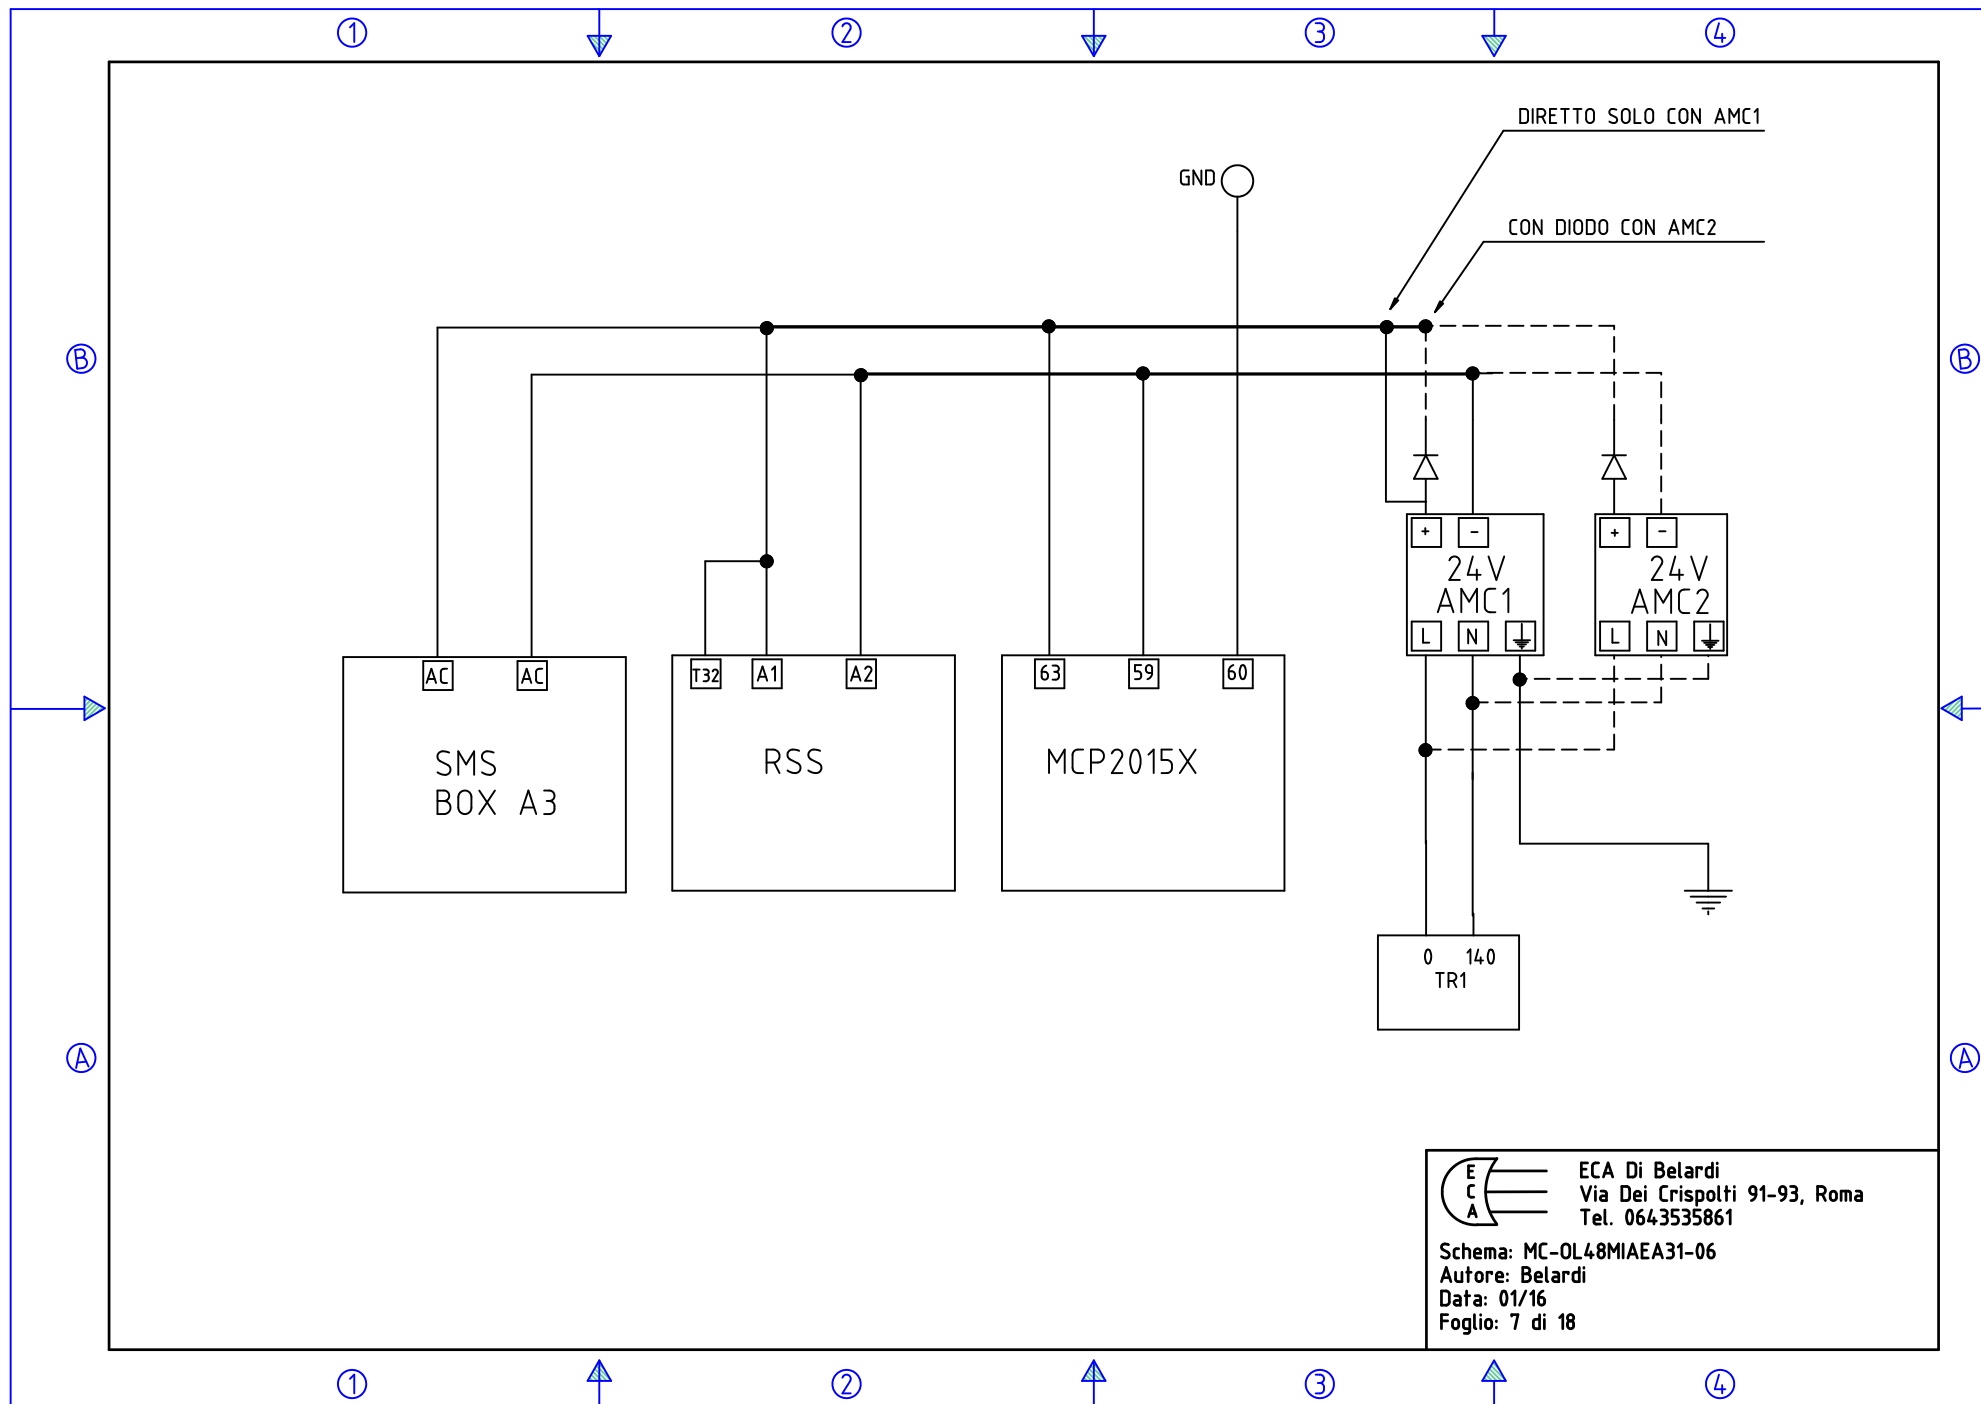 1 2 3 4
DIRETTO SOLO CON AMC1
GND
CON DIODO CON AMC2
B B
+ - + -
24V 24V
AMC1 AMC2
L N L N
AC AC T32 A1 A2 63 59 60
SMS
BOX A3
RSS
MCP2015X
0 140
TR1
A A
E
C
A
ECA Di Belardi
Via Dei Crispolti 91-93, Roma
Tel. 0643535861
Schema: MC-OL48MIAEA31-06
Autore: Belardi
Data: 01/16
Foglio: 7 di 18
1 2 3 4